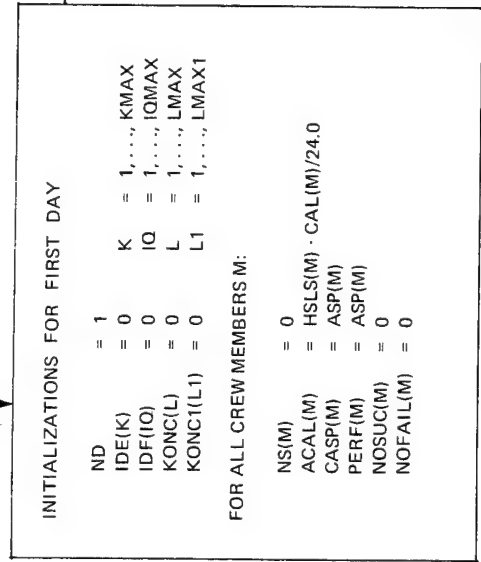 INITIALIZATIONS FOR FIRST DAY
ND = 1
IDE(K) = 0 K = 1,..., KMAX
IDF(IQ) = 0 IQ = 1,..., IQMAX
KONC(L) = 0 L = 1,..., LMAX
KONC1(L1) = 0 L1 = 1,..., LMAX1
FOR ALL CREW MEMBERS M:
NS(M) = 0
ACAL(M) = HSLS(M) · CAL(M)/24.0
CASP(M) = ASP(M)
PERF(M) = ASP(M)
NOSUC(M) = 0
NOFAIL(M) = 0